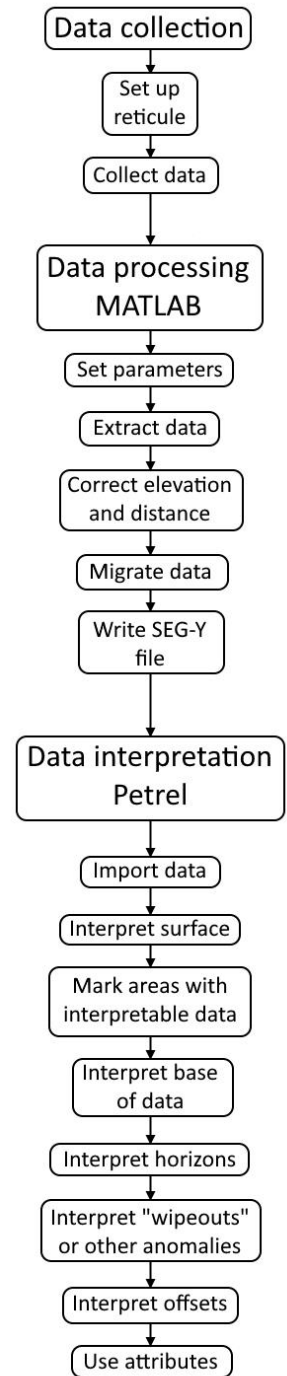 Data collection
Set up
reticule
Collect data
Data processing
MATLAB
Set parameters
Extract data
Correct elevation
and distance
Migrate data
Write SEG-Y
file
Data interpretation
Petrel
Import data
Interpret surface
Mark areas with
interpretable data
Interpret base
of data
Interpret horizons
Interpret "wipeouts"
or other anomalies
Interpret offsets
Use attributes